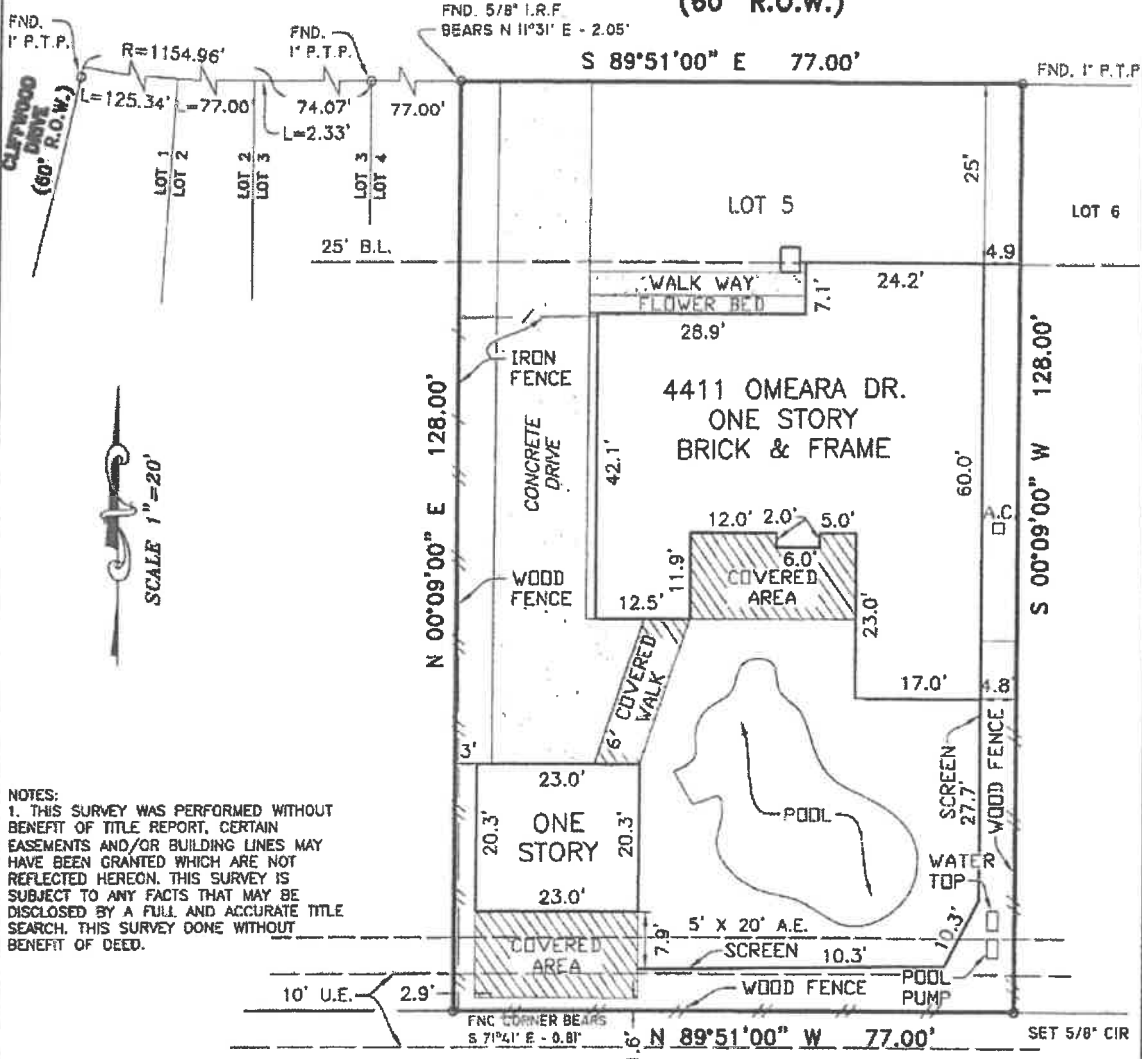 (60' R.O.W.)
FND. 5/8" I.R.F.
BEARS N 11°31' E - 2.05'
FND.
1" P.T.P.
R=1154.96'
FND.
1" P.T.P.
S 89°51'00" E 77.00'
FND. 1" P.T.P
CLIFFWOOD
DRIVE
(60' R.O.W.)
L=125.34'
L=77.00'
74.07'
77.00'
L=2.33'
LOT 1
LOT 2
LOT 2
LOT 3
LOT 3
LOT 4
25'
LOT 5
LOT 6
25' B.L.
4.9
24.2'
WALK WAY
FLOWER BED
7.1'
28.9'
IRON
FENCE
4411 OMEARA DR.
ONE STORY
BRICK & FRAME
N 00°09'00" E 128.00'
S 00°09'00" W 128.00'
CONCRETE
DRIVE
42.1'
60.0'
A.C.
SCALE 1"=20'
12.0'
2.0'
5.0'
6.0'
11.9'
COVERED
AREA
WOOD
FENCE
12.5'
23.0'
6' COVERED
WALK
17.0'
4.8'
3'
23.0'
SCREEN
27.7'
WOOD FENCE
POOL
20.3'
ONE
STORY
20.3'
23.0'
WATER
TOP
NOTES:
1. THIS SURVEY WAS PERFORMED WITHOUT
BENEFIT OF TITLE REPORT, CERTAIN
EASEMENTS AND/OR BUILDING LINES MAY
HAVE BEEN GRANTED WHICH ARE NOT
REFLECTED HEREON. THIS SURVEY IS
SUBJECT TO ANY FACTS THAT MAY BE
DISCLOSED BY A FULL AND ACCURATE TITLE
SEARCH. THIS SURVEY DONE WITHOUT
BENEFIT OF DEED.
COVERED
AREA
7.9'
5' X 20' A.E.
SCREEN
10.3'
10.3'
POOL
PUMP
10' U.E.
2.9'
WOOD FENCE
FNC CORNER BEARS
S 71°41' E - 0.81'
.6'
N 89°51'00" W 77.00'
SET 5/8" CIR